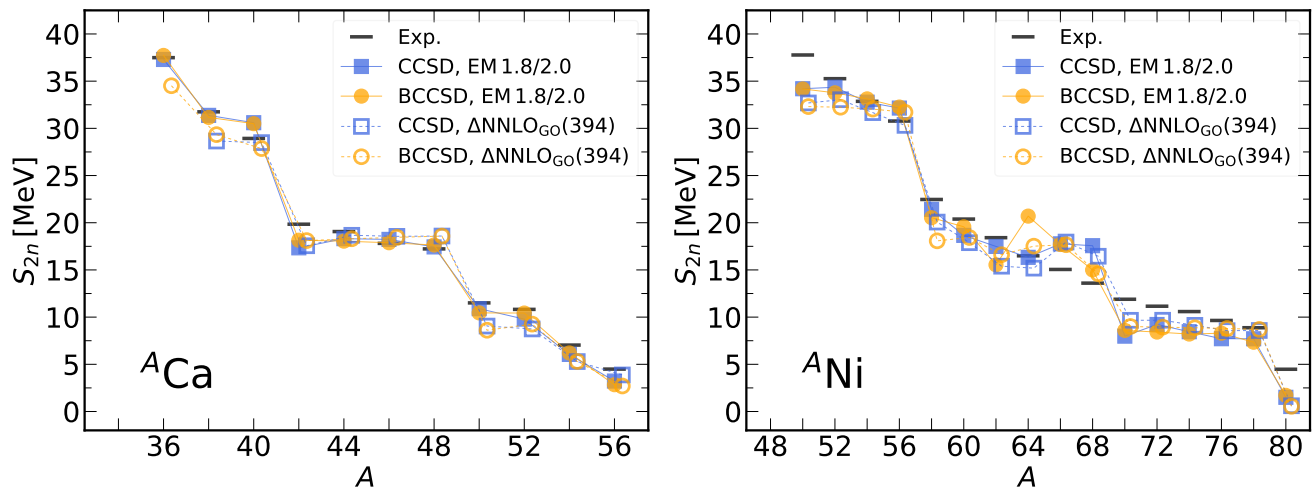 40
35
30
25
20
15
10
5
0
S2n [MeV]
Exp.
CCSD, EM 1.8/2.0
BCCSD, EM 1.8/2.0
CCSD, ΔNNLOGO(394)
BCCSD, ΔNNLOGO(394)
ACa
36 40 44 48 52 56
A
40
35
30
25
20
15
10
5
0
S2n [MeV]
Exp.
CCSD, EM 1.8/2.0
BCCSD, EM 1.8/2.0
CCSD, ΔNNLOGO(394)
BCCSD, ΔNNLOGO(394)
ANi
48 52 56 60 64 68 72 76 80
A